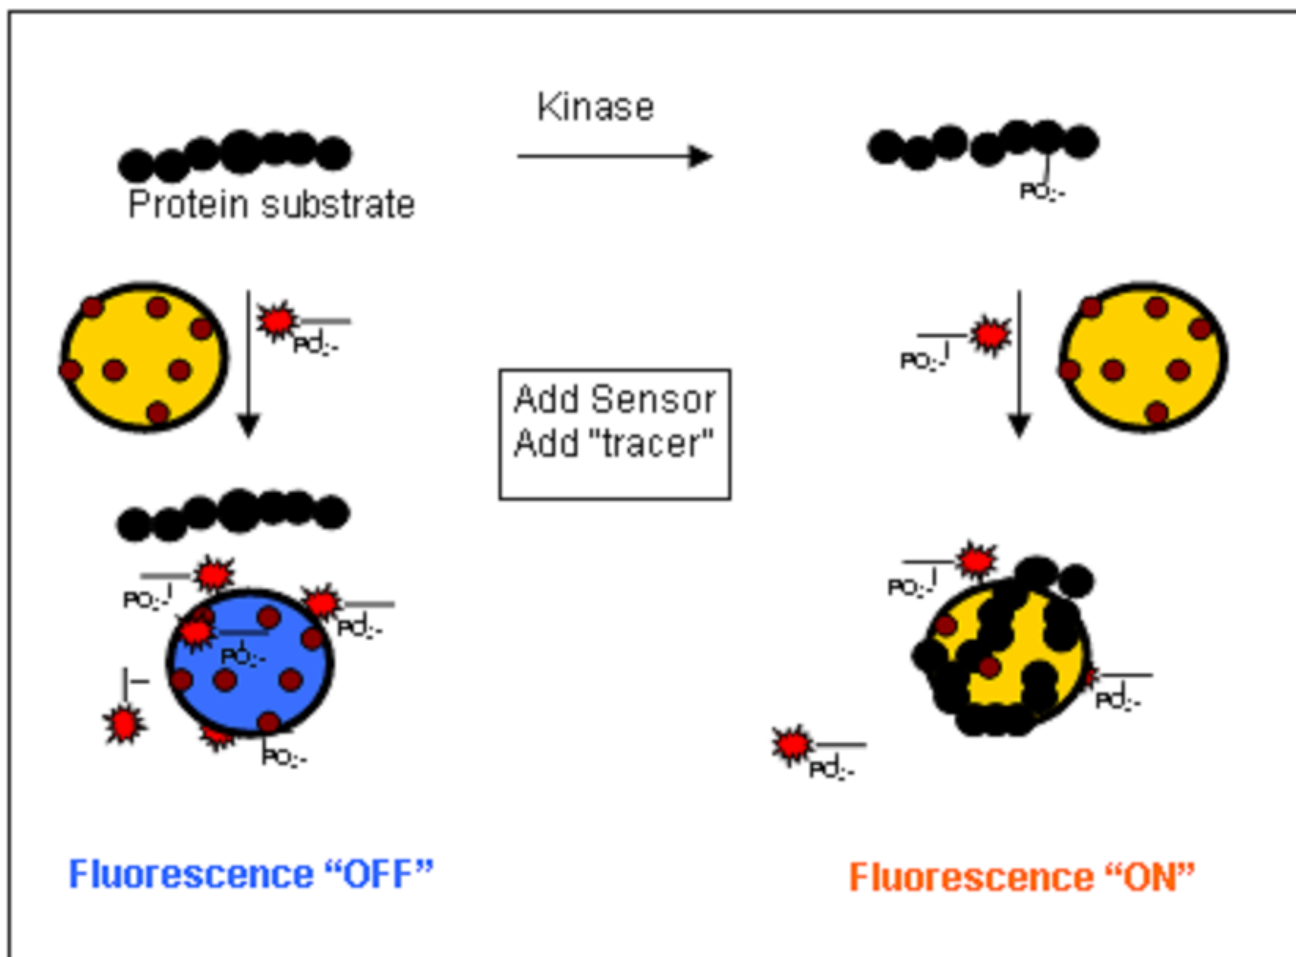 Kinase
Protein substrate
Add Sensor
Add "tracer"
Fluorescence “OFF”
Fluorescence “ON”